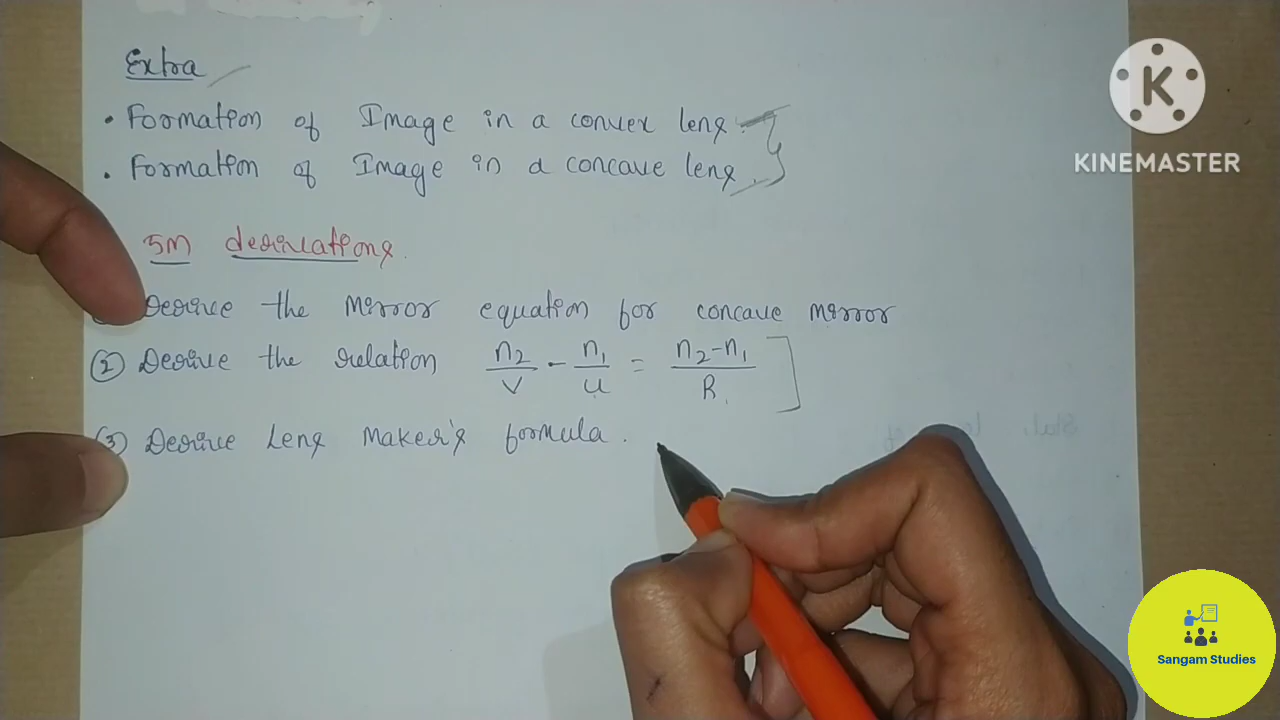 Extra
• Formation of Image in a convex lens.
• Formation of Image in a concave lens.
5M derivations.
Derive the Mirror equation for concave mirror
(2) Derive the relation n2/v - n1/u = n2-n1/R
(3) Derive Lens Maker's formula.
KINEMASTER
Sangam Studies